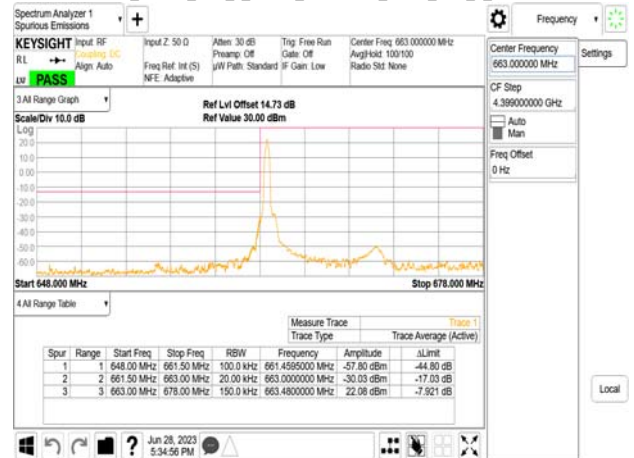 Spectrum Analyzer 1
Spurious Emissions
Frequency
KEYSIGHT Input: RF Input Z: 50 Ω Atten: 30 dB Trig: Free Run Center Freq: 663.000000 MHz
RL Coupling: DC Preamp: Off Gate: Off Avg|Hold: 100/100
Align: Auto Freq Ref: Int (S) µW Path: Standard IF Gain: Low Radio Std: None
NFE: Adaptive
PASS
Center Frequency
663.000000 MHz
Settings
CF Step
4.399000000 GHz
Auto
Man
Freq Offset
0 Hz
3 All Range Graph
Ref Lvl Offset 14.73 dB
Scale/Div 10.0 dB Ref Value 30.00 dBm
Log
20.0
10.0
0.00
-10.0
-20.0
-30.0
-40.0
-50.0
-60.0
Start 648.000 MHz Stop 678.000 MHz
4 All Range Table
Measure Trace Trace 1
Trace Type Trace Average (Active)
Spur Range Start Freq Stop Freq RBW Frequency Amplitude ΔLimit
1 1 648.00 MHz 661.50 MHz 100.0 kHz 661.4595000 MHz -57.80 dBm -44.80 dB
2 2 661.50 MHz 663.00 MHz 20.00 kHz 663.0000000 MHz -30.03 dBm -17.03 dB
3 3 663.00 MHz 678.00 MHz 150.0 kHz 663.4800000 MHz 22.08 dBm -7.921 dB
Local
Jun 28, 2023
5:34:56 PM